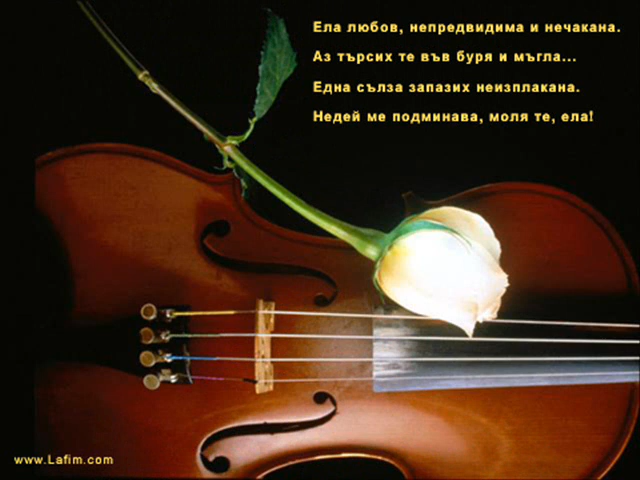 Ела любов, непредвидима и нечакана.
Аз търсих те във буря и мъгла...
Една сълза запазих неизплакана.
Недей ме подминава, моля те, ела!
www.Lafim.com